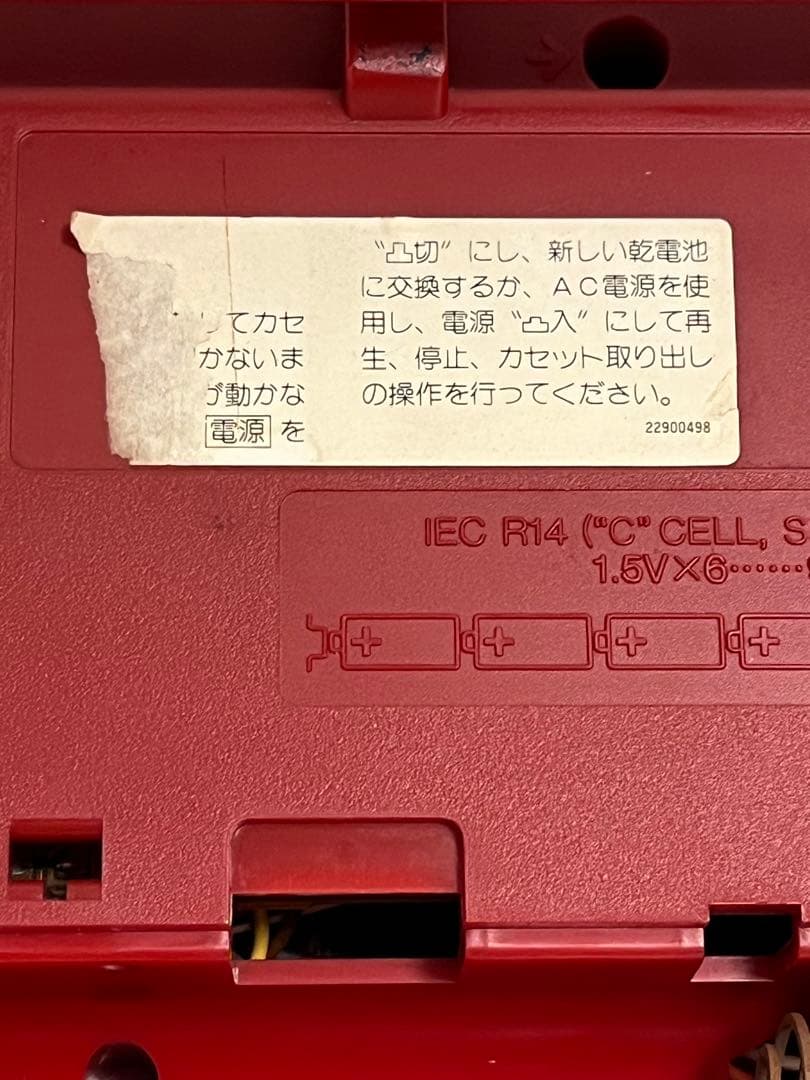 てカセ
かないま
動かな
電源 を
"凸切" にし、新しい乾電池
に交換するか、AC電源を使
用し、電源 "凸入" にして再
生、停止、カセット取り出し
の操作を行ってください。
22900498
IEC R14 ("C" CELL, S
1.5V×6……